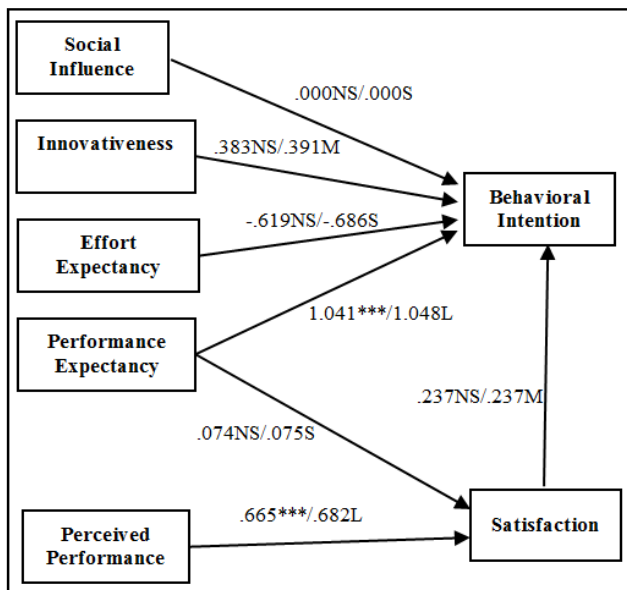 Social
Influence
.000NS/.000S
Innovativeness
.383NS/.391M
Behavioral
Intention
-.619NS/-.686S
Effort
Expectancy
1.041***/1.048L
Performance
Expectancy
.237NS/.237M
.074NS/.075S
.665***/.682L
Satisfaction
Perceived
Performance